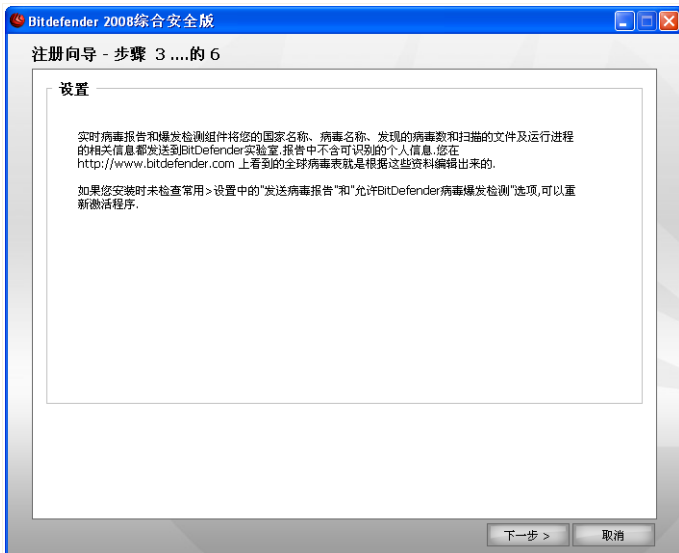 Bitdefender 2008综合安全版
注册向导 - 步骤 3 ....的 6
设置
实时病毒报告和爆发检测组件将您的国家名称、病毒名称、发现的病毒数和扫描的文件及运行进程
的相关信息都发送到BitDefender实验室.报告中不含可识别的个人信息.您在
http://www.bitdefender.com 上看到的全球病毒表就是根据这些资料编辑出来的.
如果您安装时未检查常用>设置中的"发送病毒报告"和"允许BitDefender病毒爆发检测"选项,可以重
新激活程序.
下一步 >
取消